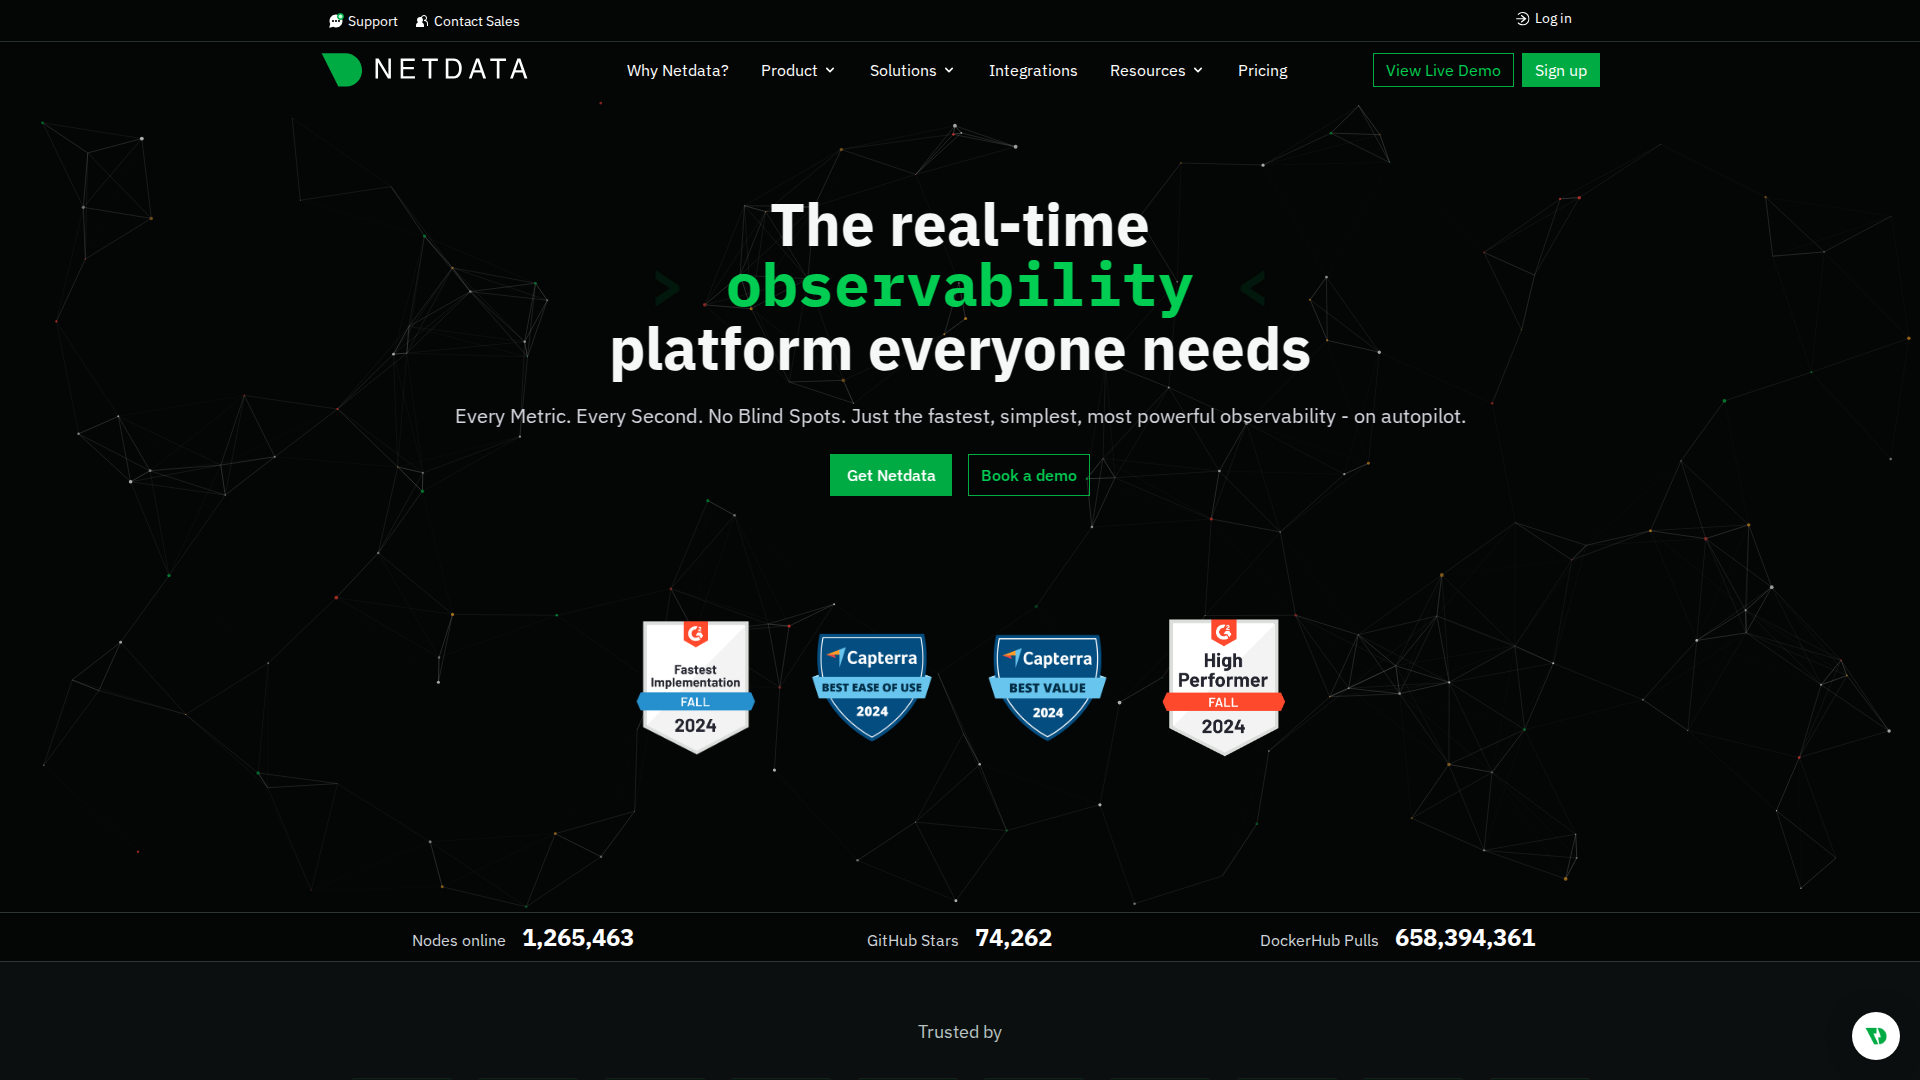 Support
Contact Sales
Log in
NETDATA
Why Netdata?
Product
Solutions
Integrations
Resources
Pricing
View Live Demo
Sign up
The real-time
> observability <
platform everyone needs
Every Metric. Every Second. No Blind Spots. Just the fastest, simplest, most powerful observability - on autopilot.
Get Netdata
Book a demo
G2
Fastest
Implementation
FALL
2024
Capterra
BEST EASE OF USE
2024
Capterra
BEST VALUE
2024
G2
High
Performer
FALL
2024
Nodes online 1,265,463
GitHub Stars 74,262
DockerHub Pulls 658,394,361
Trusted by